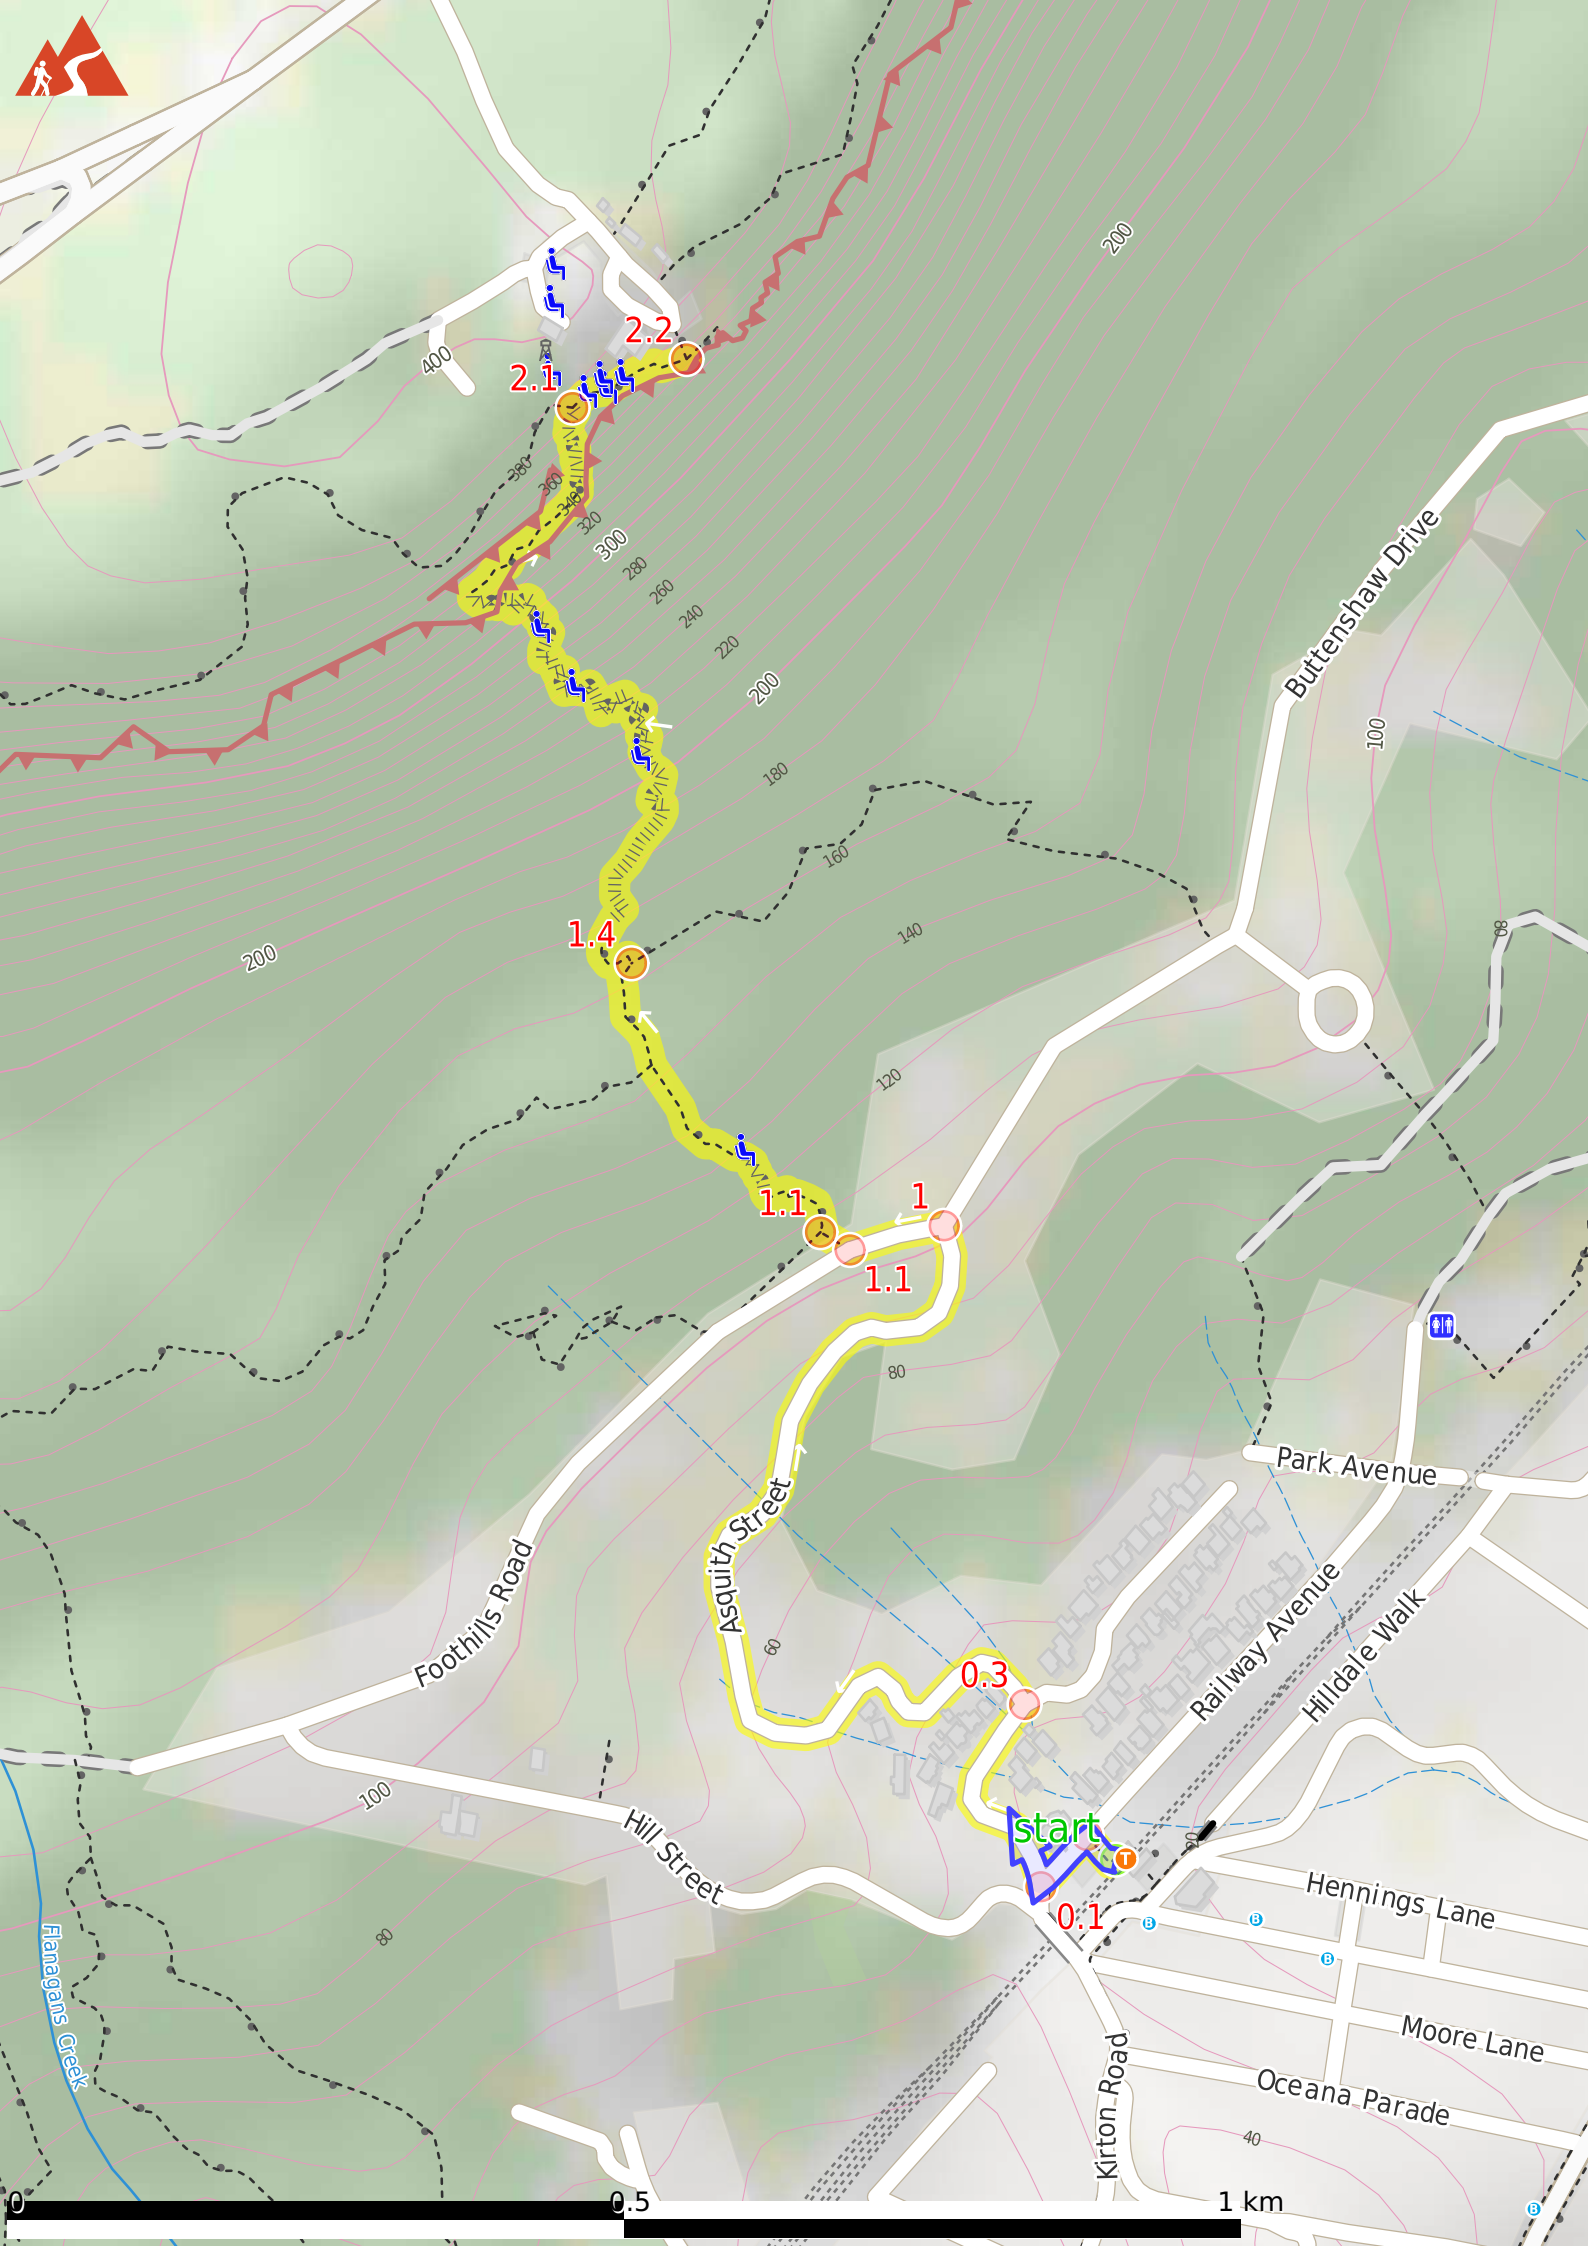 200
2.2
400
2.1
380
360
340
320
300
280
260
240
220
200
Buttenshaw Drive
100
180
160
1.4
140
80
200
120
1
1.1
1.1
80
Park Avenue
Asquith Street
Foothills Road
60
0.3
Railway Avenue
Hilldale Walk
100
Hill Street
start
T
20
0.1
Hennings Lane
B
B
B
80
Flanagans Creek
Moore Lane
Oceana Parade
Kirton Road
40
B
0
0.5
1 km